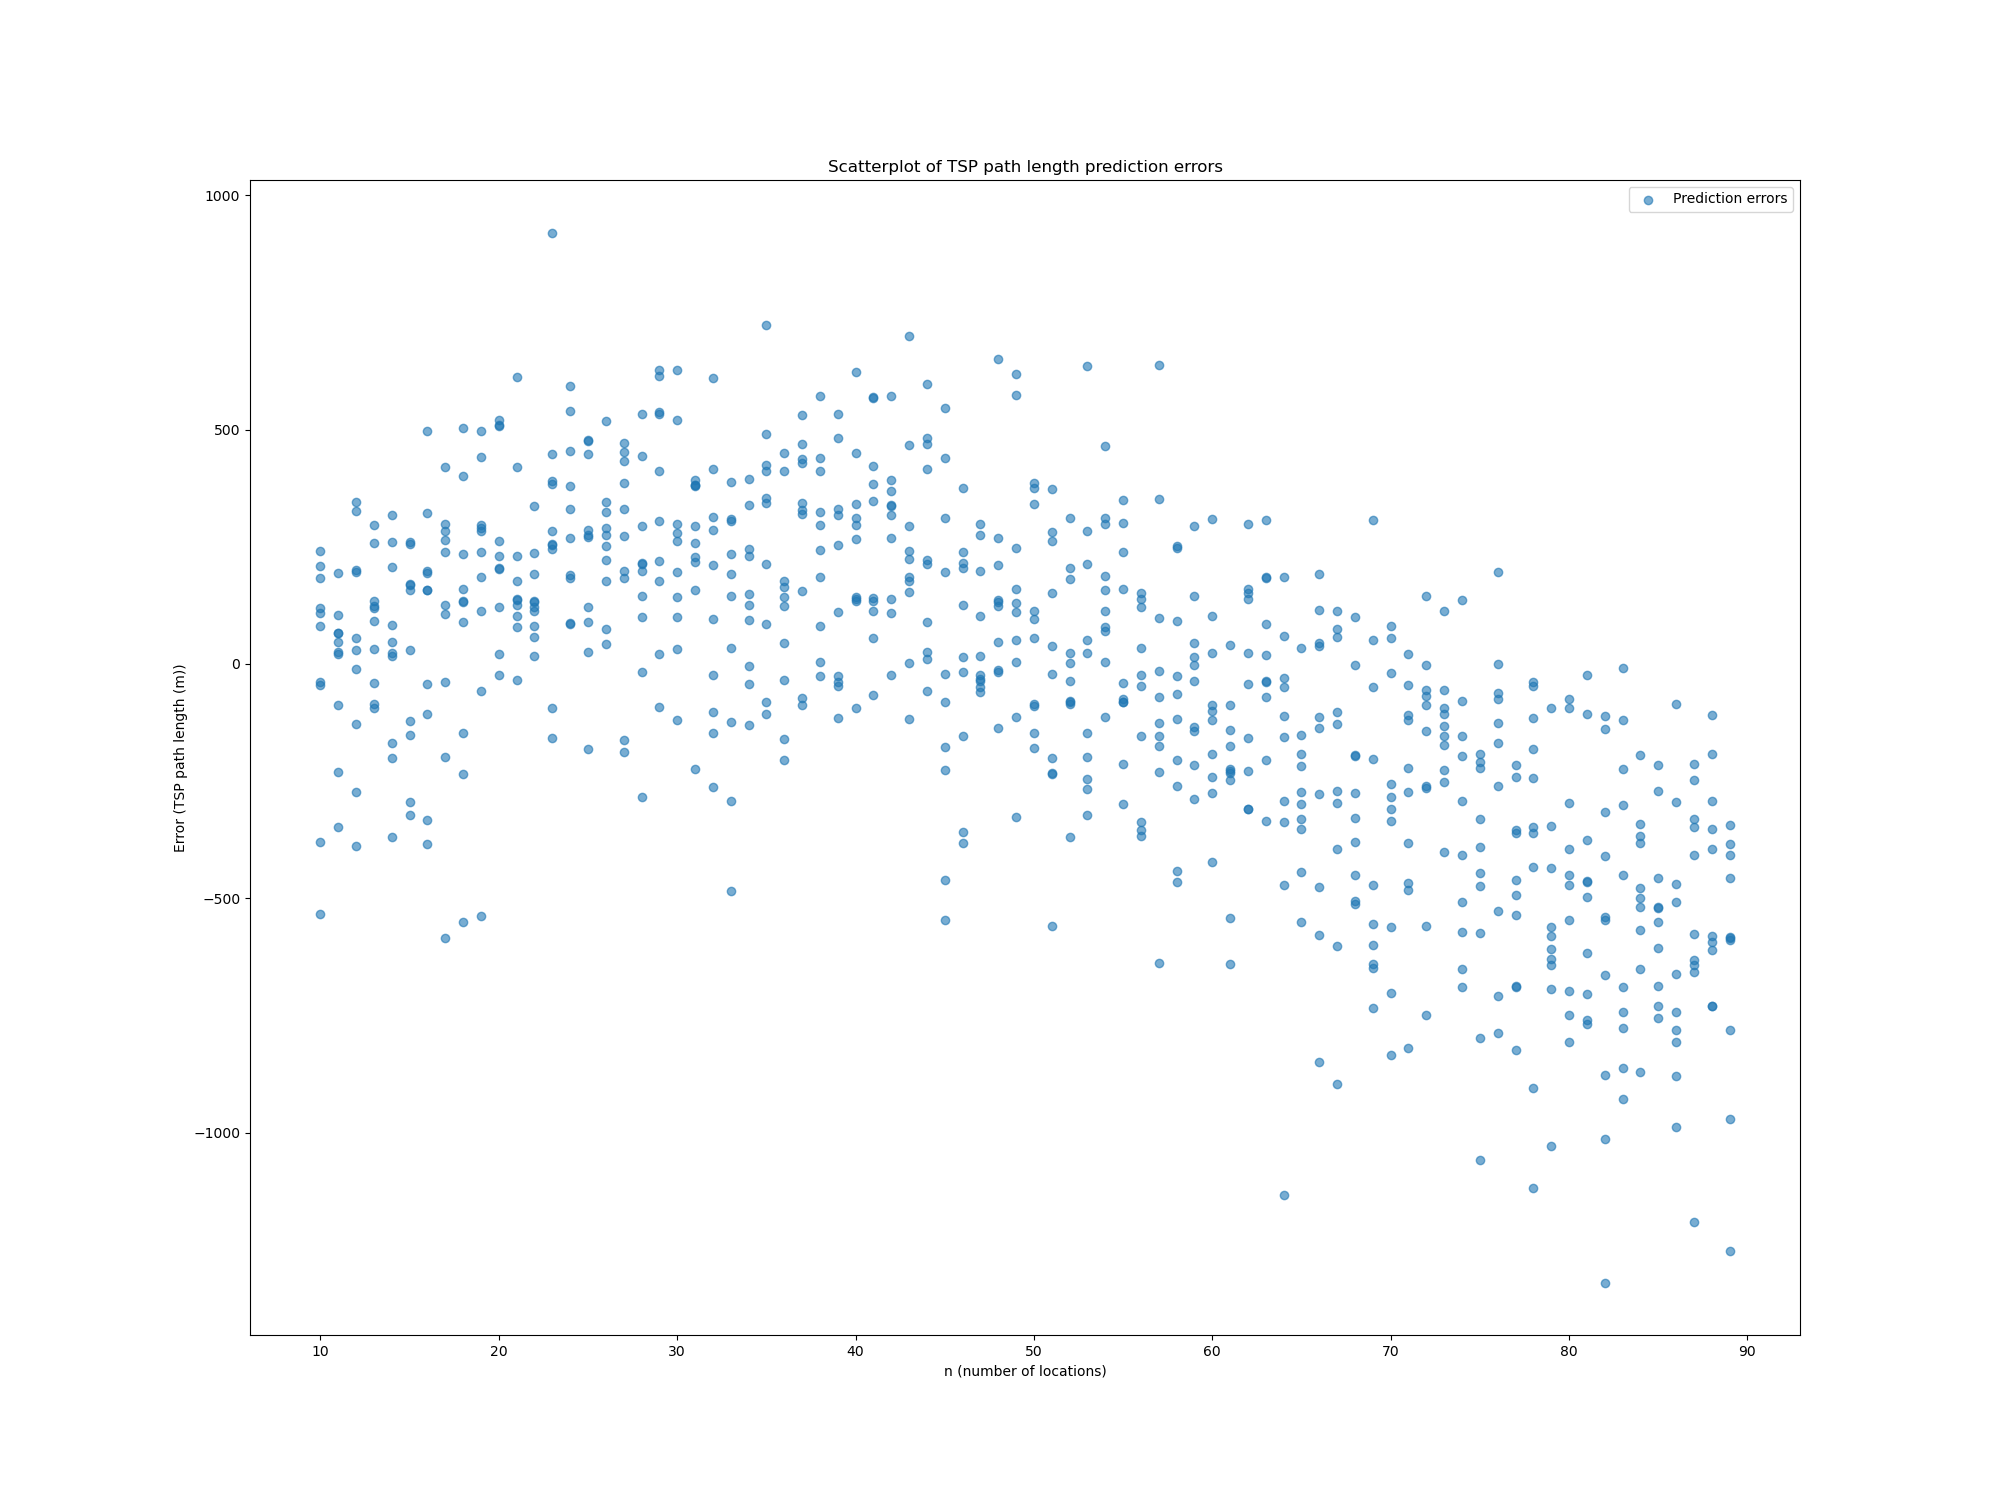 Scatterplot of TSP path length prediction errors
Prediction errors
Error (TSP path length (m))
1000
500
0
−500
−1000
10 20 30 40 50 60 70 80 90
n (number of locations)